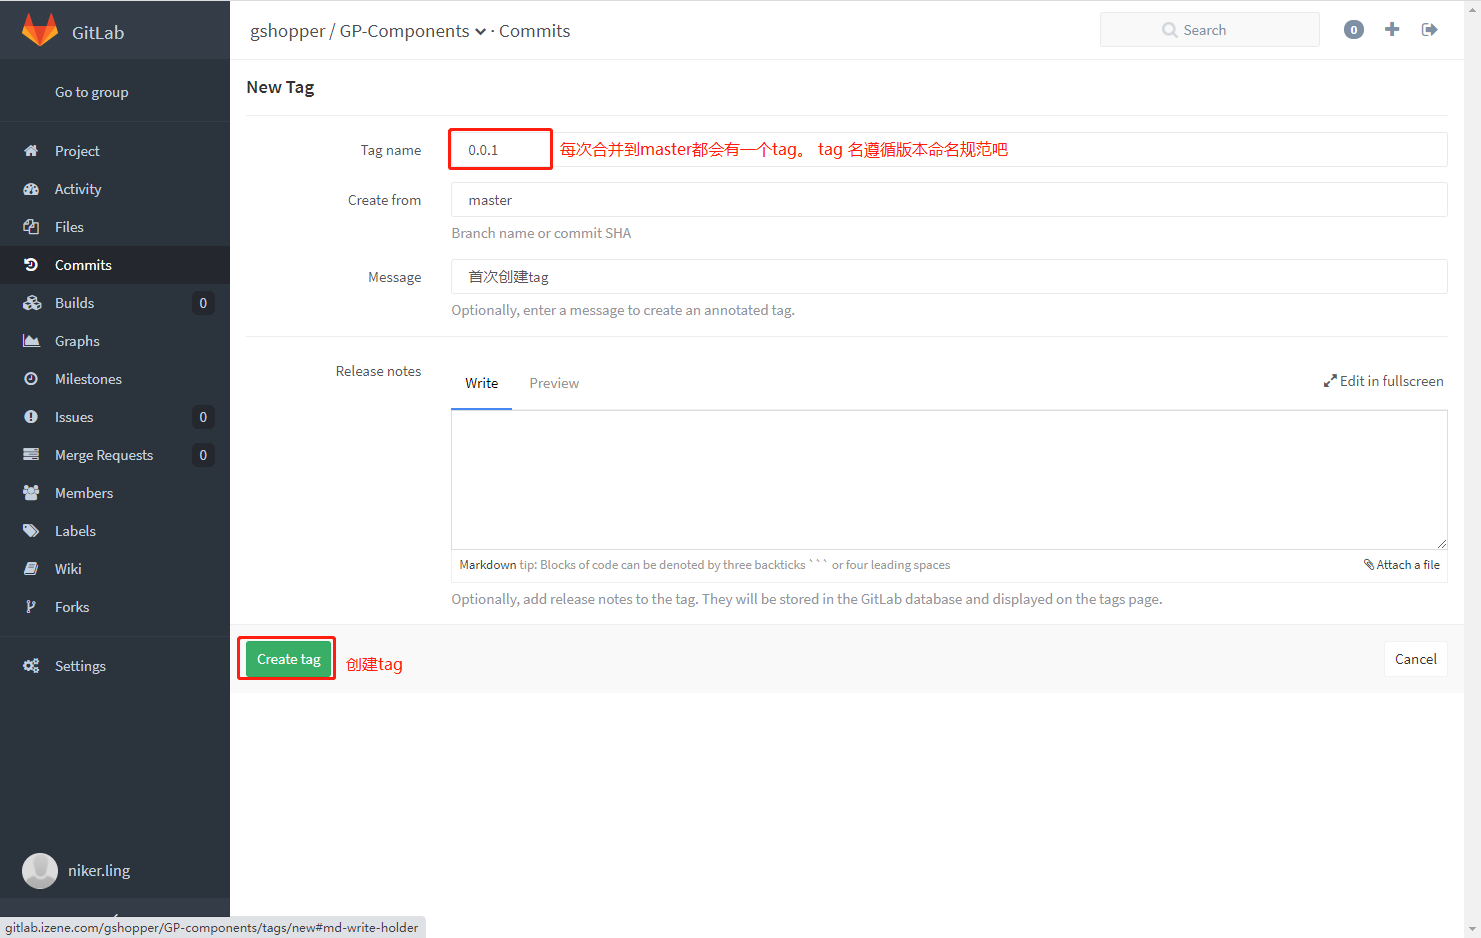 GitLab
gshopper / GP-Components · Commits
Search
0
Go to group
Project
Activity
Files
Commits
Builds 0
Graphs
Milestones
Issues 0
Merge Requests 0
Members
Labels
Wiki
Forks
Settings
niker.ling
New Tag
Tag name
0.0.1
每次合并到master都会有一个tag。 tag 名遵循版本命名规范吧
Create from
master
Branch name or commit SHA
Message
首次创建tag
Optionally, enter a message to create an annotated tag.
Release notes
Write Preview
Edit in fullscreen
Markdown tip: Blocks of code can be denoted by three backticks ``` or four leading spaces
Attach a file
Optionally, add release notes to the tag. They will be stored in the GitLab database and displayed on the tags page.
Create tag
创建tag
Cancel
gitlab.izene.com/gshopper/GP-components/tags/new#md-write-holder